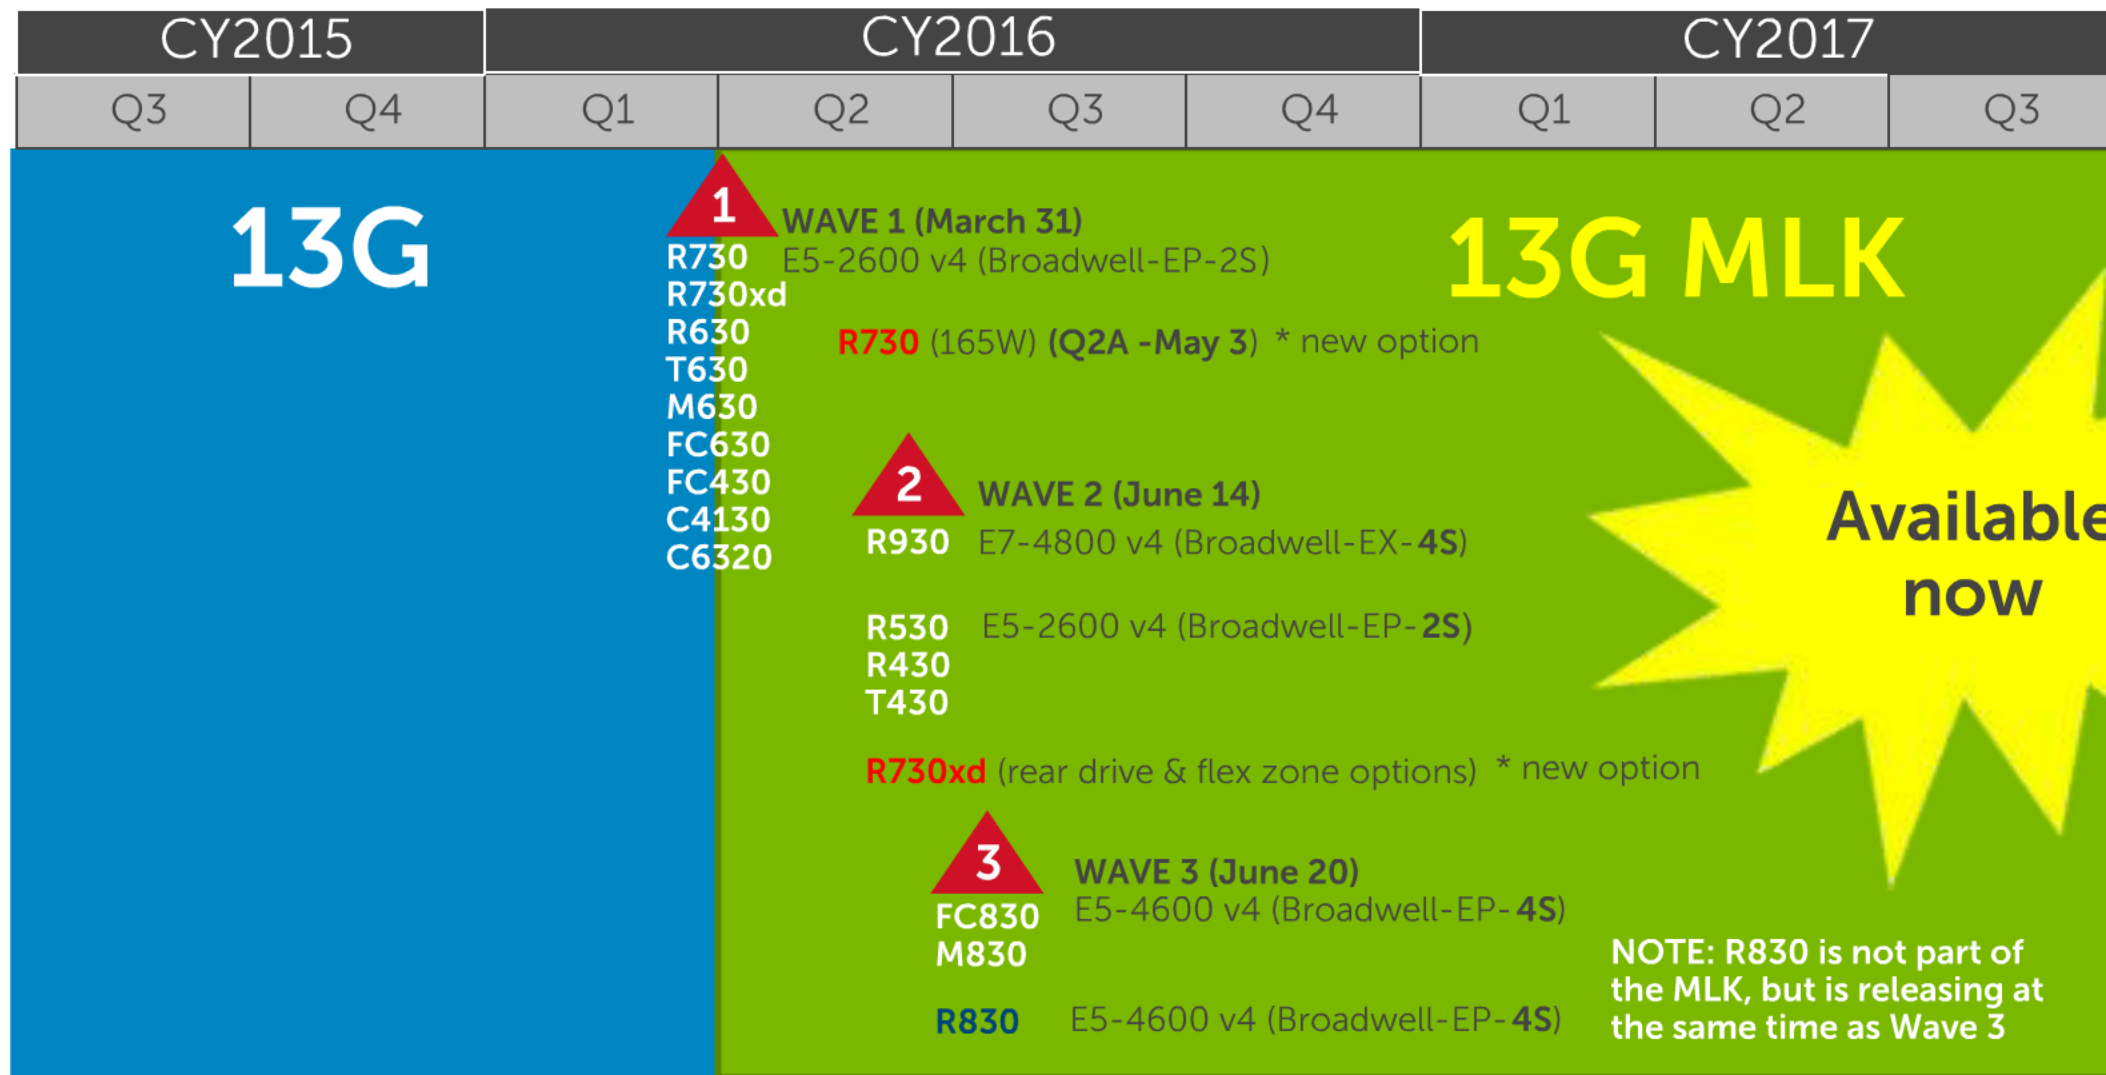 CY2015 CY2016 CY2017
Q3 Q4 Q1 Q2 Q3 Q4 Q1 Q2 Q3
13G
13G MLK
1
WAVE 1 (March 31)
E5-2600 v4 (Broadwell-EP-2S)
R730
R730xd
R630
T630
M630
FC630
FC430
C4130
C6320
R730 (165W) (Q2A -May 3) * new option
2
WAVE 2 (June 14)
R930 E7-4800 v4 (Broadwell-EX-4S)
R530 E5-2600 v4 (Broadwell-EP-2S)
R430
T430
R730xd (rear drive & flex zone options) * new option
3
WAVE 3 (June 20)
E5-4600 v4 (Broadwell-EP-4S)
FC830
M830
R830 E5-4600 v4 (Broadwell-EP-4S)
Available
now
NOTE: R830 is not part of
the MLK, but is releasing at
the same time as Wave 3